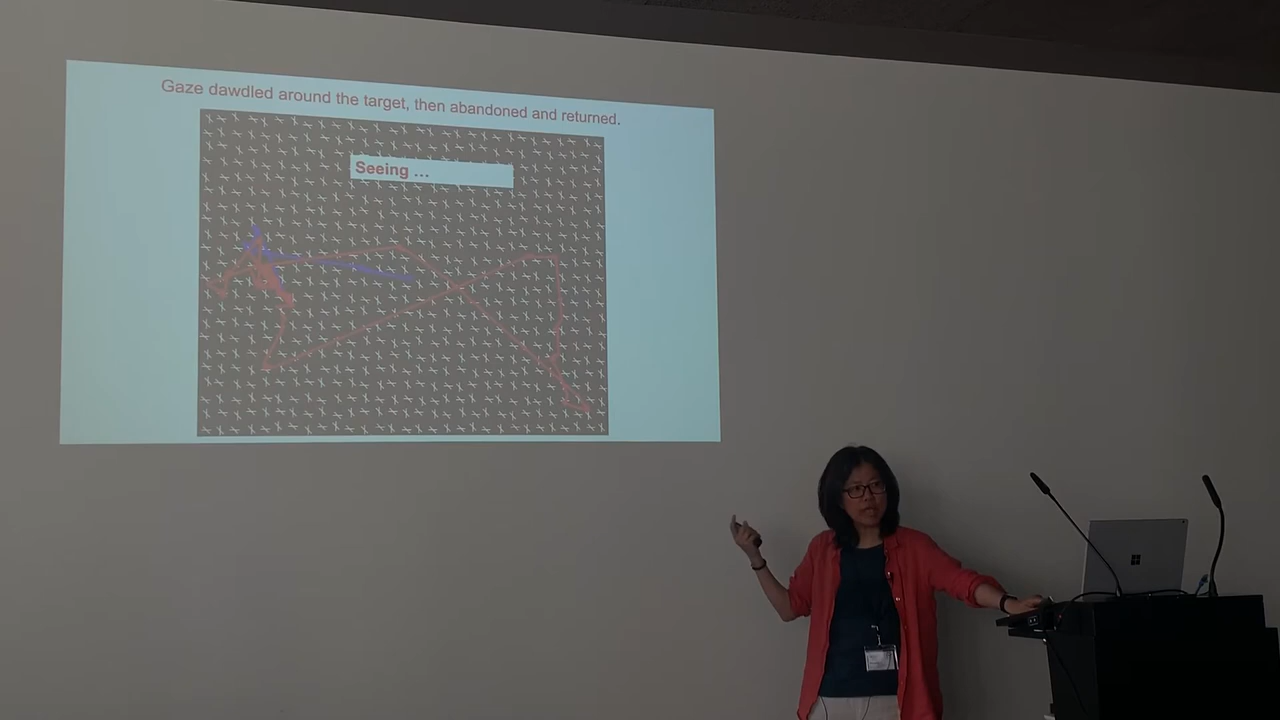 Gaze dawdled around the target, then abandoned and returned.
Seeing ...